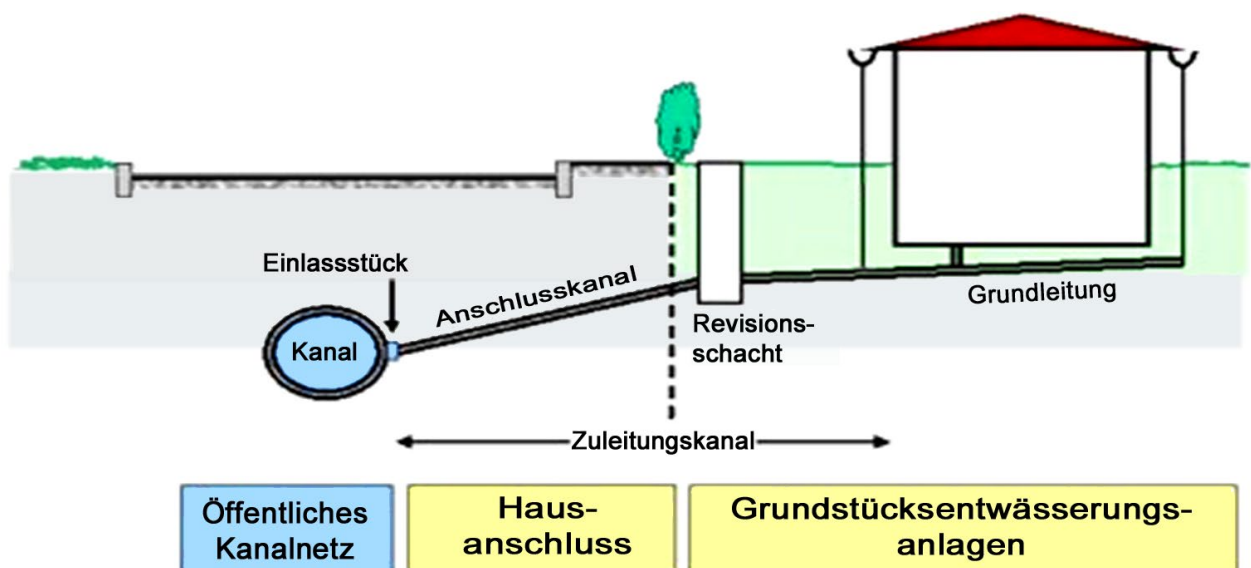 Einlassstück
Anschlusskanal
Kanal
Grundleitung
Revisions-
schacht
Zuleitungskanal
Öffentliches
Kanalnetz
Haus-
anschluss
Grundstücksentwässerungs-
anlagen